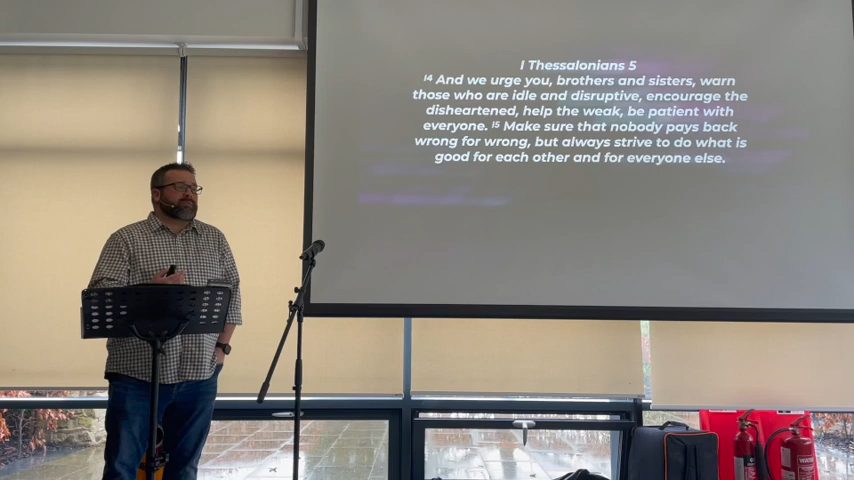 1 Thessalonians 5
14 And we urge you, brothers and sisters, warn
those who are idle and disruptive, encourage the
disheartened, help the weak, be patient with
everyone. 15 Make sure that nobody pays back
wrong for wrong, but always strive to do what is
good for each other and for everyone else.
WATER